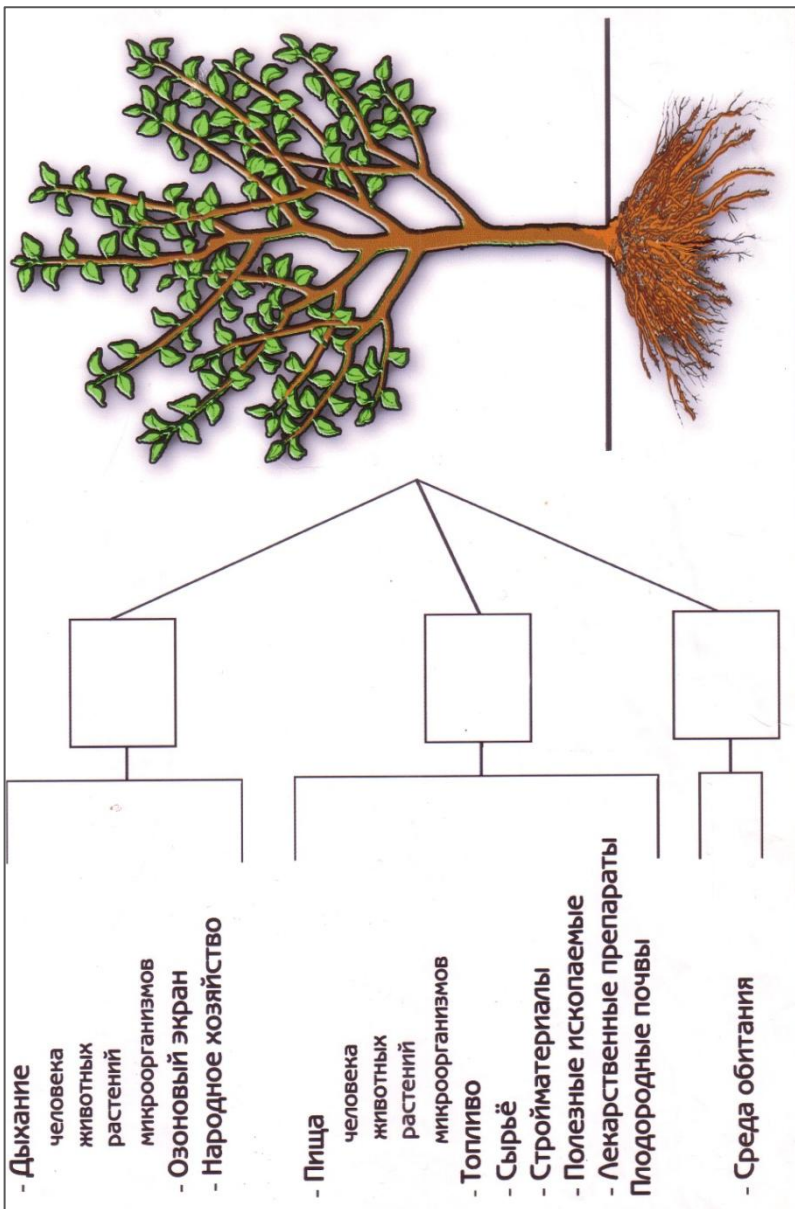 - Дыхание
человека
животных
растений
микроорганизмов
- Озоновый экран
- Народное хозяйство
- Пища
человека
животных
растений
микроорганизмов
- Топливо
- Сырьё
- Стройматериалы
- Полезные ископаемые
- Лекарственные препараты
Плодородные почвы
- Среда обитания